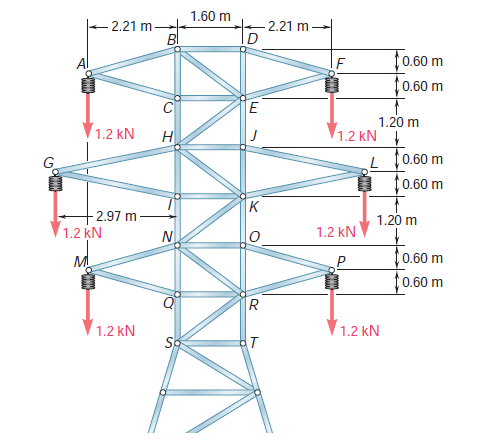 1.60 m
2.21 m
2.21 m
B
D
A
F
0.60 m
0.60 m
C
E
1.20 m
1.2 kN
1.2 kN
H
J
G
L
0.60 m
0.60 m
I
K
2.97 m
1.20 m
1.2 kN
1.2 kN
N
O
M
P
0.60 m
0.60 m
Q
R
1.2 kN
1.2 kN
S
T